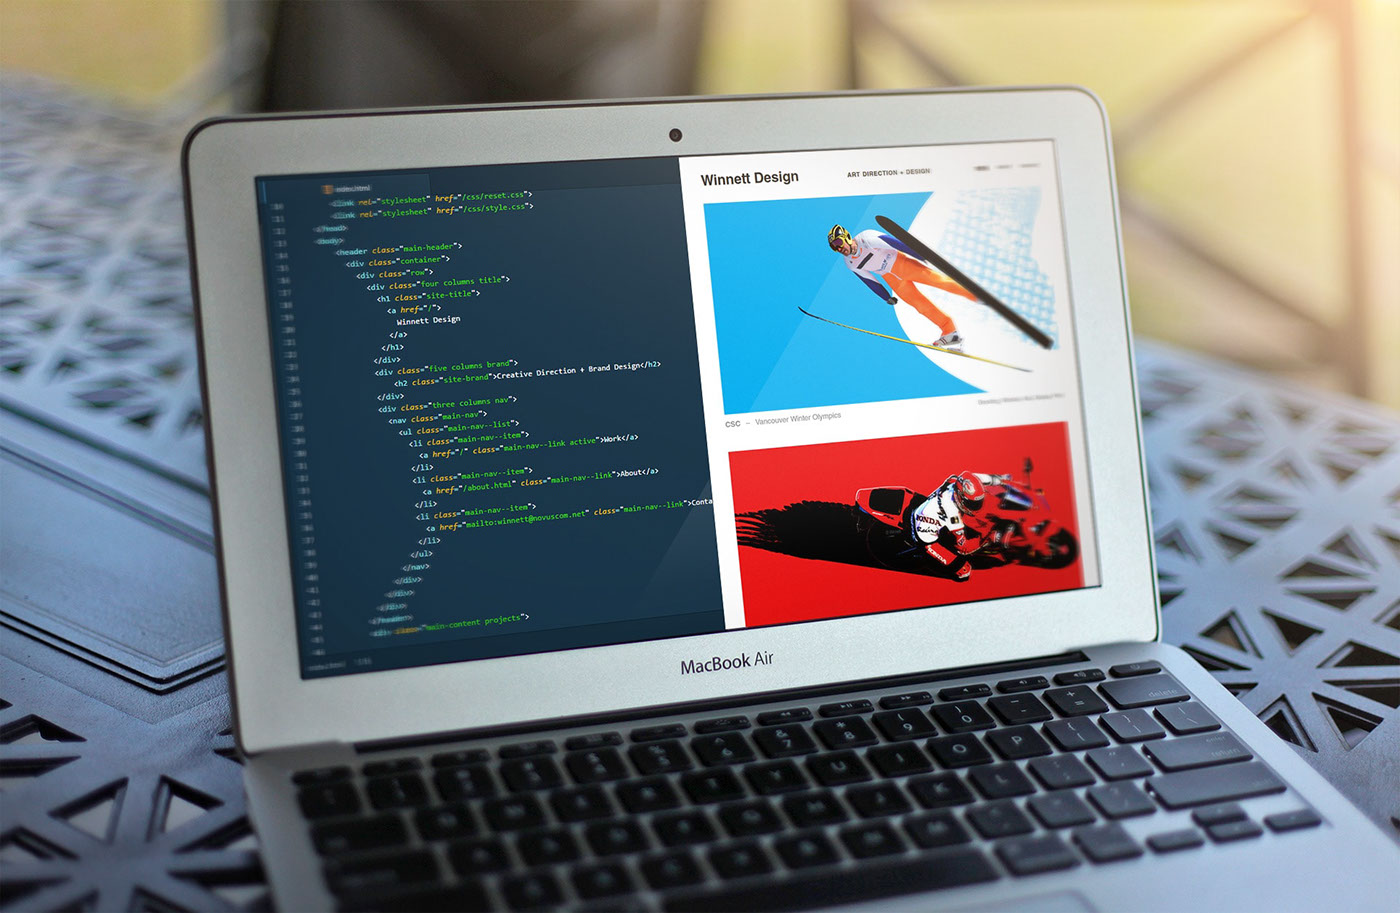 index.html
<link rel="stylesheet" href="/css/reset.css">
<link rel="stylesheet" href="/css/style.css">
</head>
<body>
<header class="main-header">
<div class="container">
<div class="row">
<div class="four columns title">
<h1 class="site-title">
<a href="/">
Winnett Design
</a>
</h1>
</div>
<div class="five columns brand">
<h2 class="site-brand">Creative Direction + Brand Design</h2>
</div>
<div class="three columns nav">
<nav class="main-nav">
<ul class="main-nav--list">
<li class="main-nav--item">
<a href="/" class="main-nav--link active">Work</a>
</li>
<li class="main-nav--item">
<a href="/about.html" class="main-nav--link">About</a>
</li>
<li class="main-nav--item">
<a href="mailto:winnett@novuscom.net" class="main-nav--link">Conta
</li>
</ul>
</nav>
</div>
</div>
</div>
</header>
<div class="main-content projects">
Winnett Design
ART DIRECTION + DESIGN
CSC – Vancouver Winter Olympics
HONDA
MacBook Air
delete
return